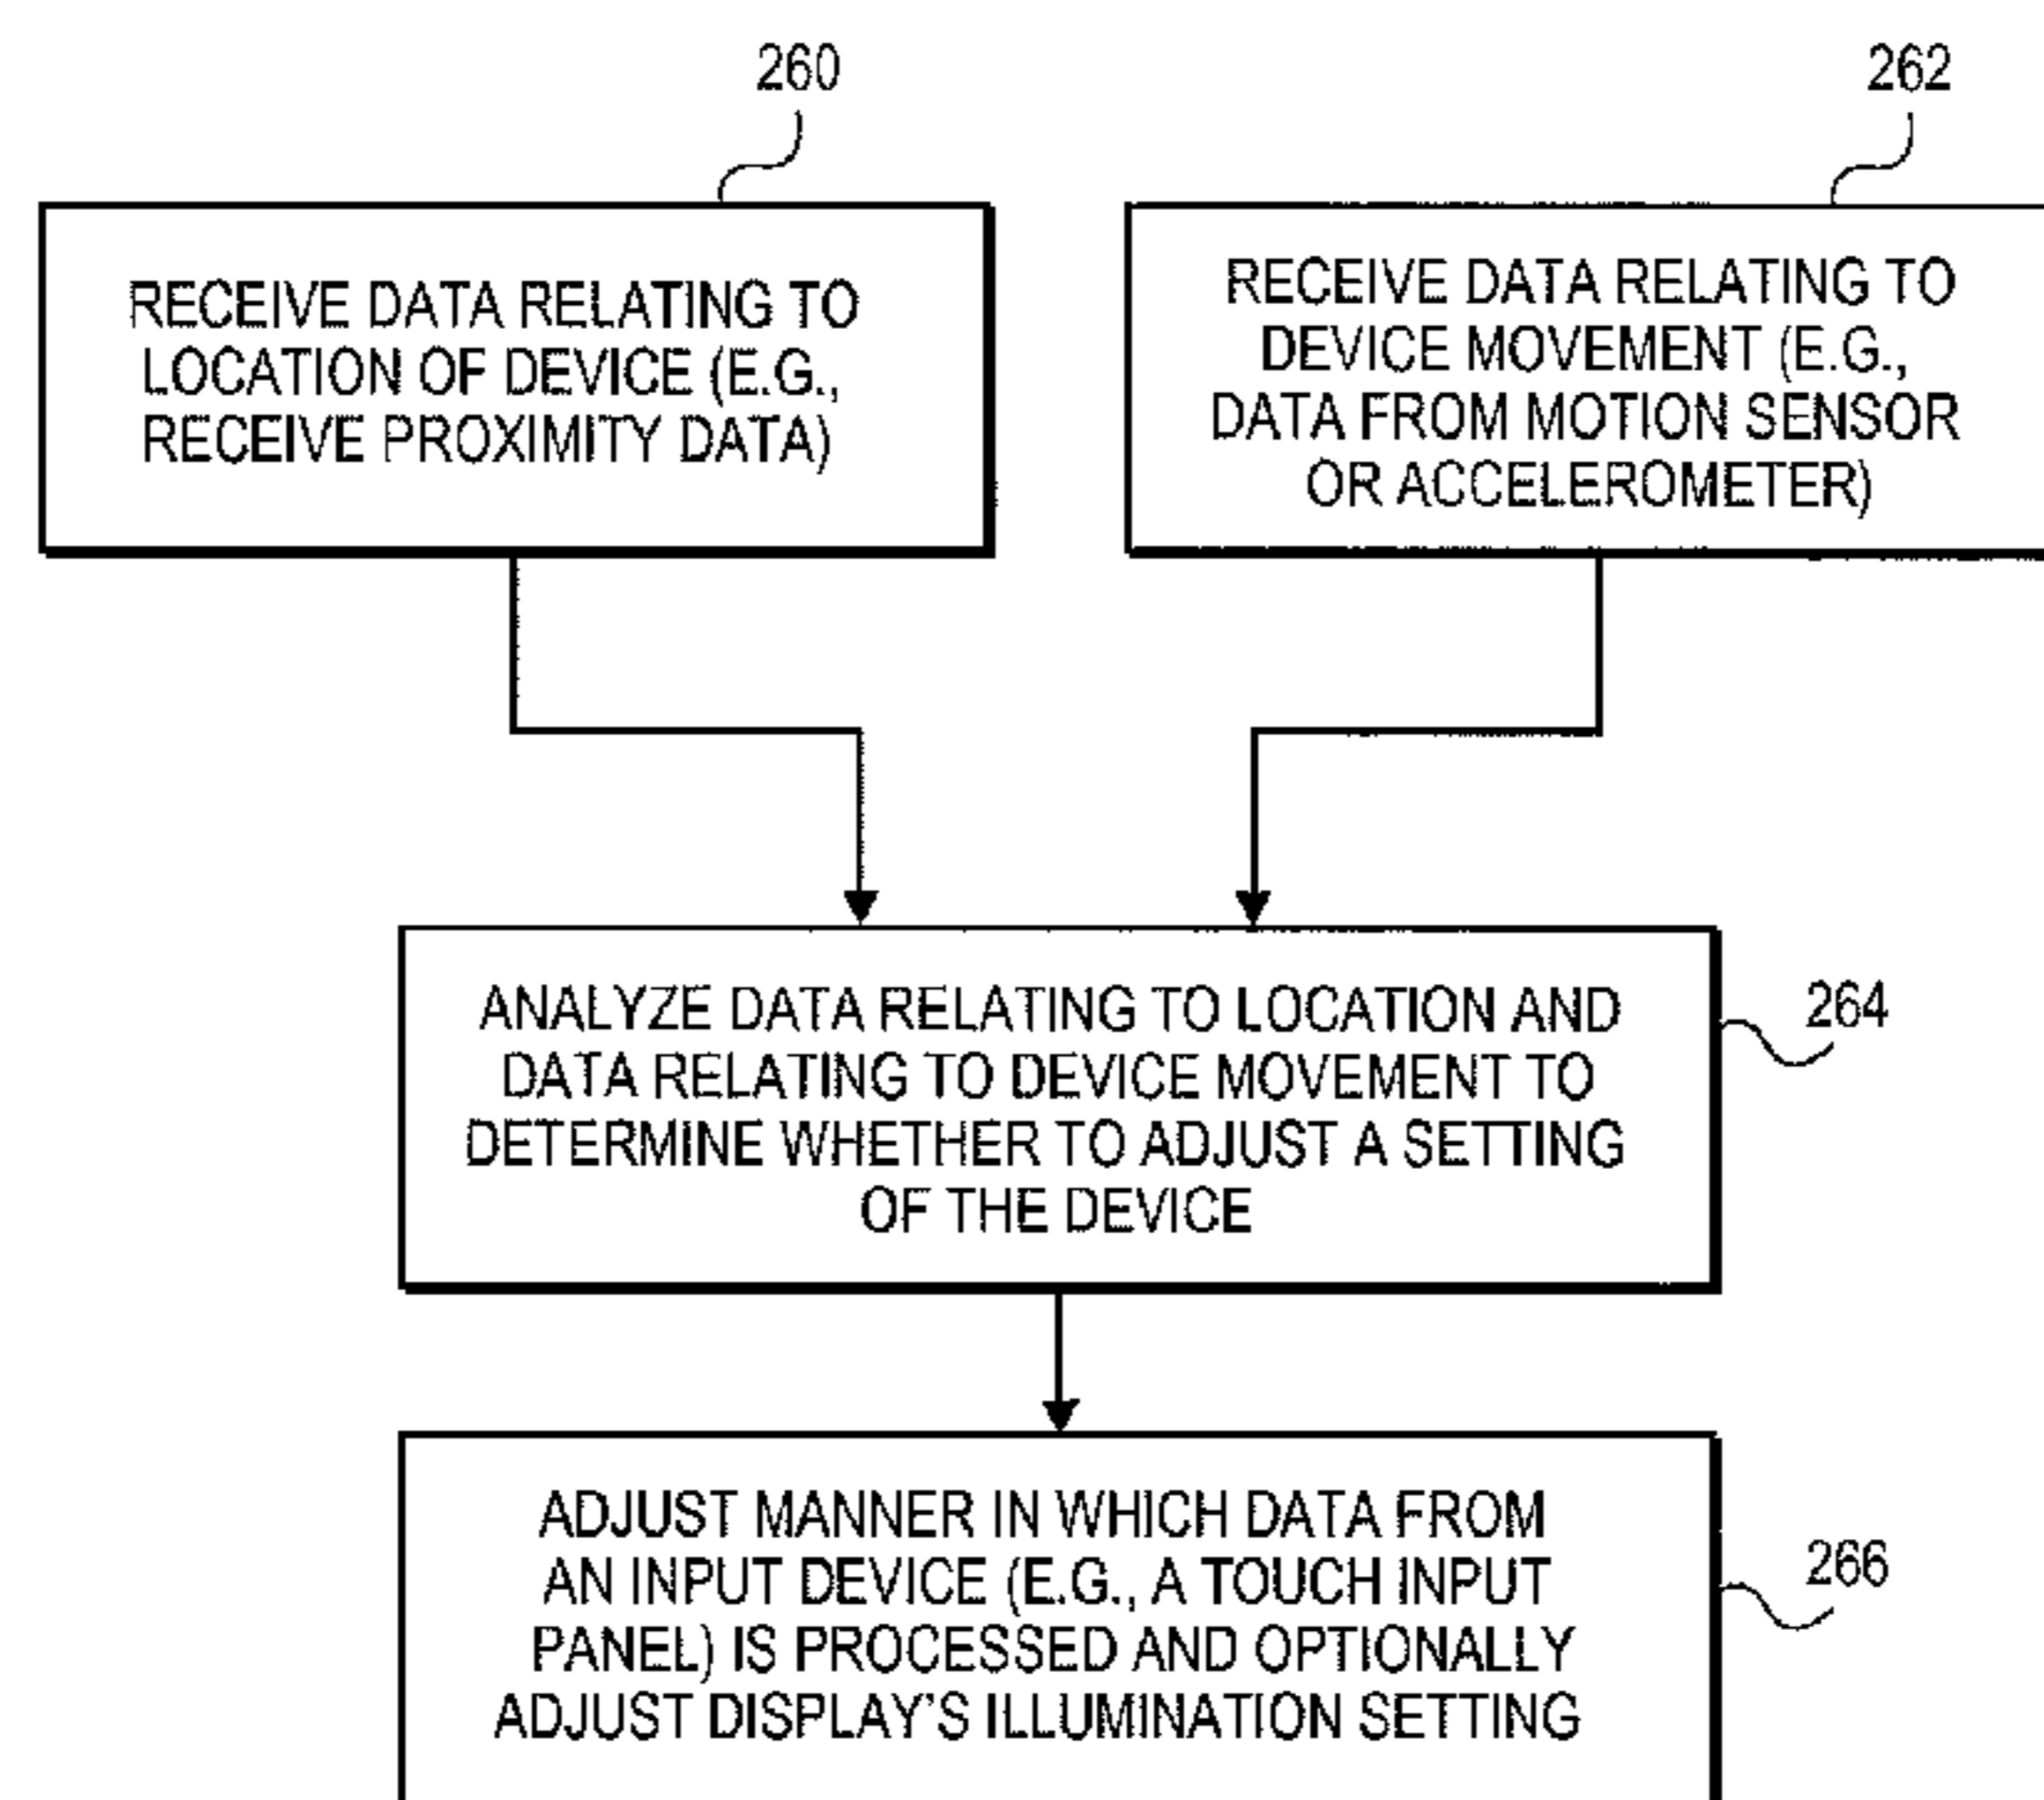 260
RECEIVE DATA RELATING TO
LOCATION OF DEVICE (E.G.,
RECEIVE PROXIMITY DATA)
262
RECEIVE DATA RELATING TO
DEVICE MOVEMENT (E.G.,
DATA FROM MOTION SENSOR
OR ACCELEROMETER)
ANALYZE DATA RELATING TO LOCATION AND
DATA RELATING TO DEVICE MOVEMENT TO
DETERMINE WHETHER TO ADJUST A SETTING
OF THE DEVICE
264
ADJUST MANNER IN WHICH DATA FROM
AN INPUT DEVICE (E.G., A TOUCH INPUT
PANEL) IS PROCESSED AND OPTIONALLY
ADJUST DISPLAY'S ILLUMINATION SETTING
266